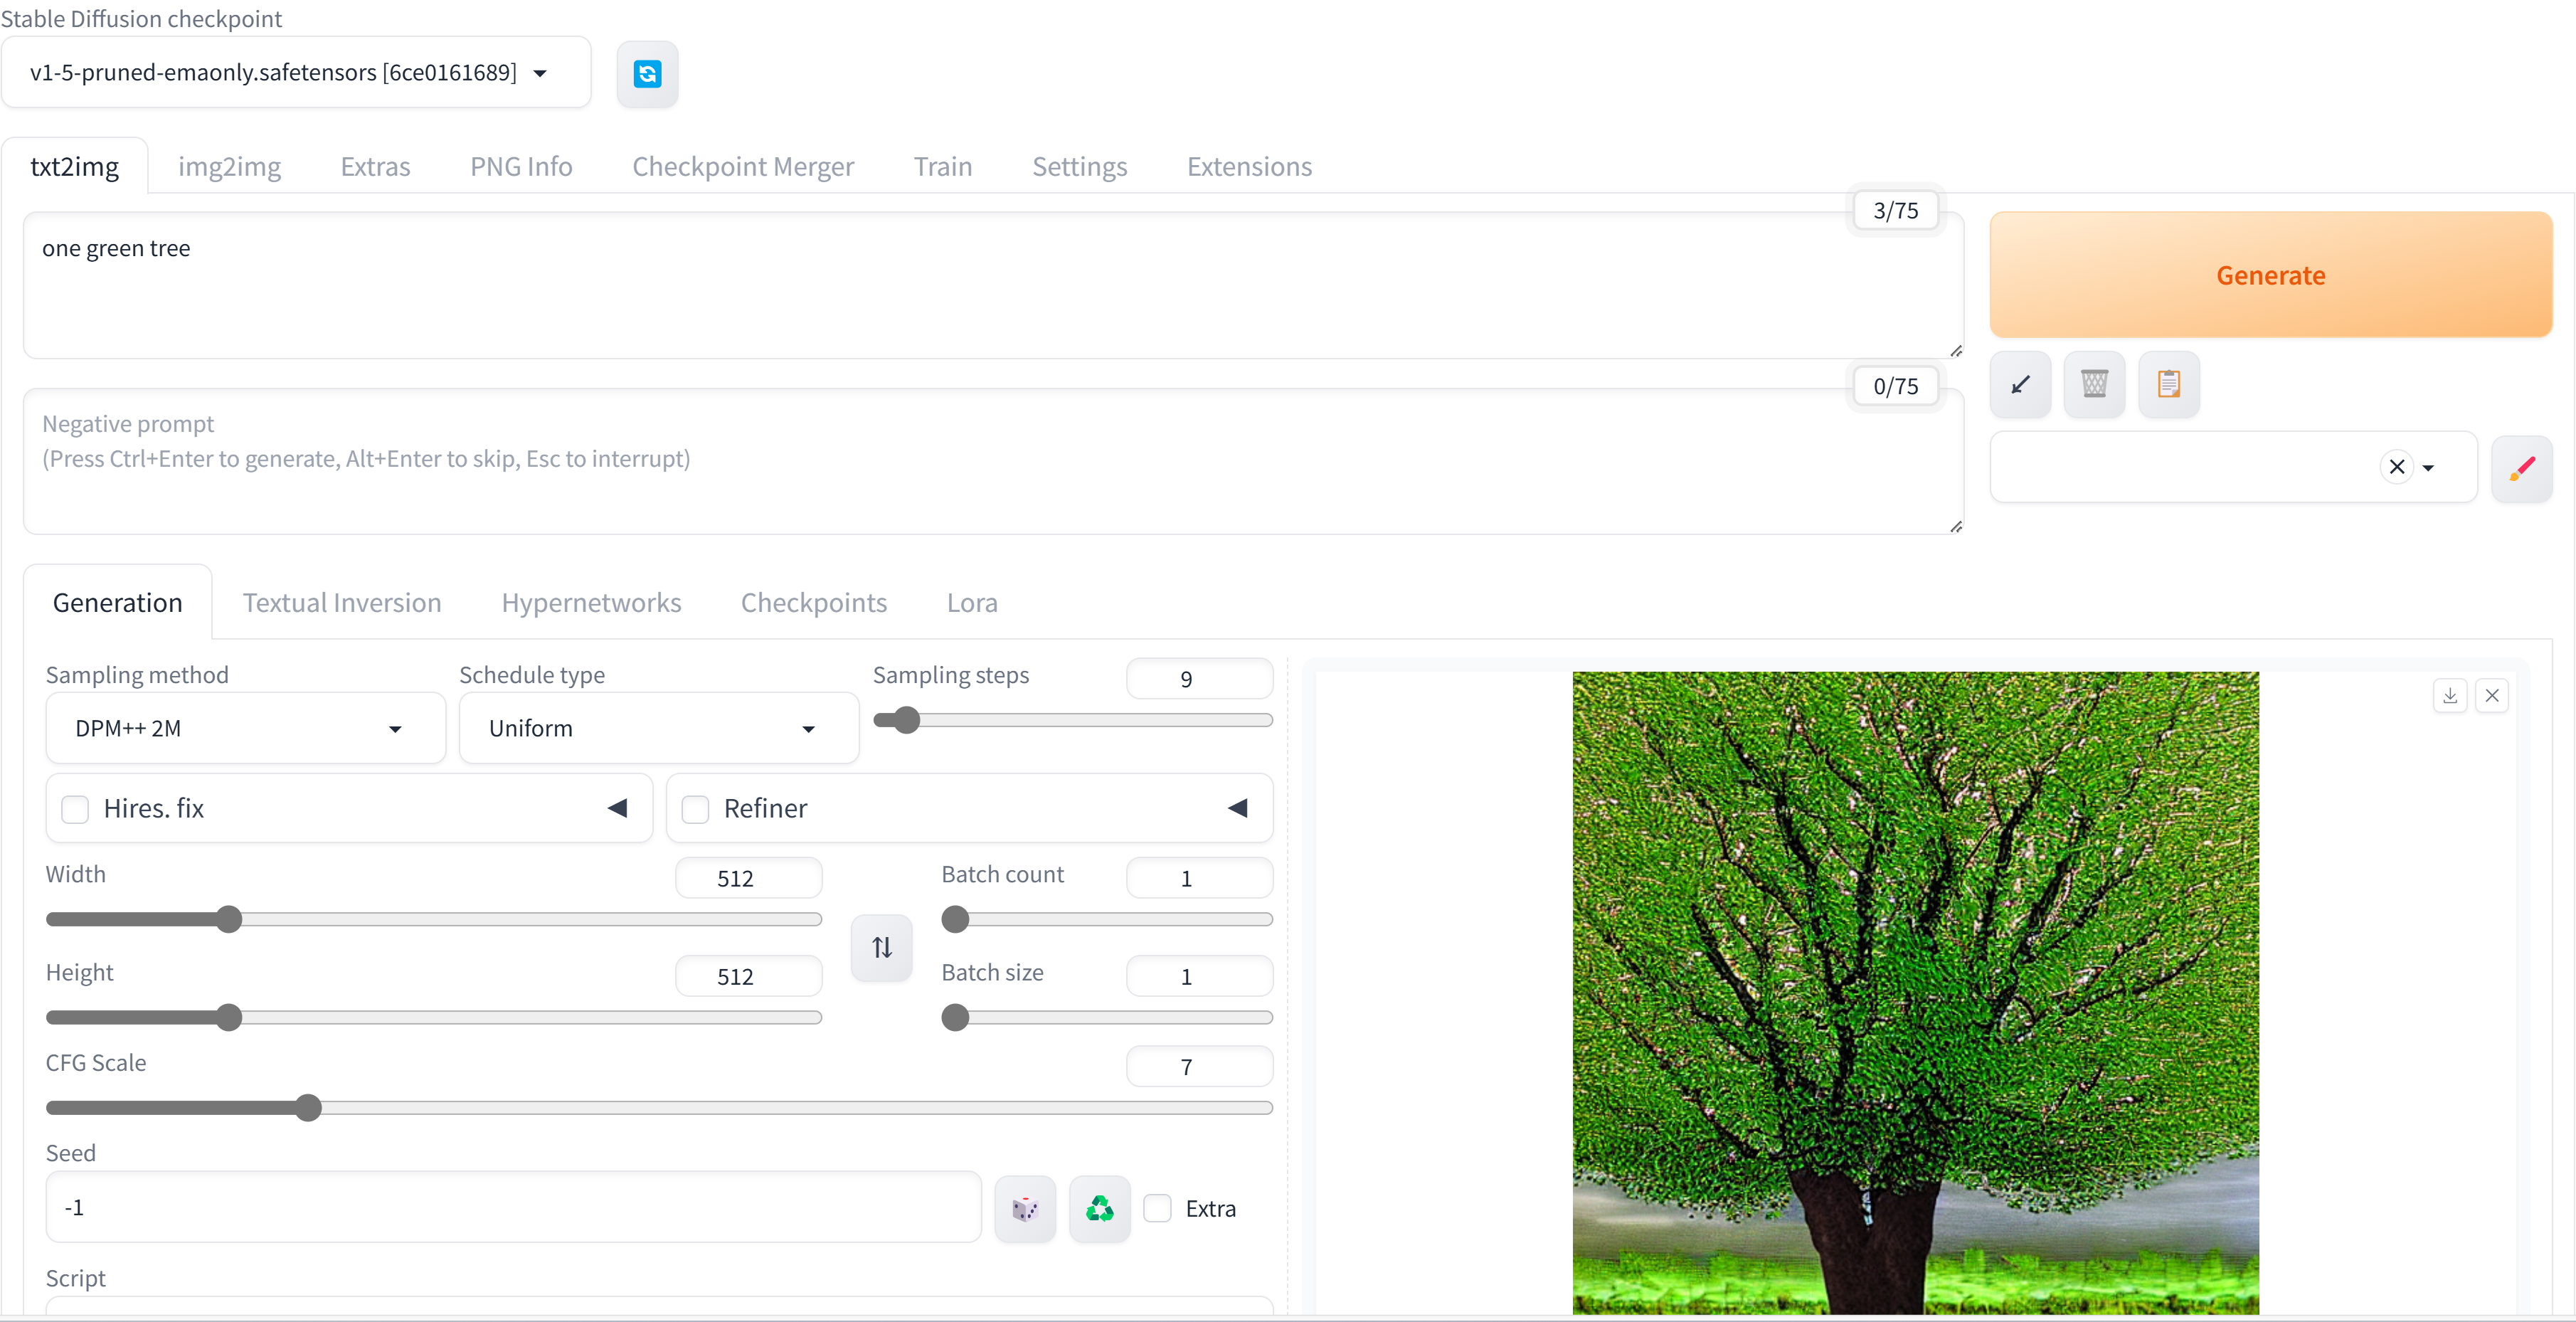 Stable Diffusion checkpoint
v1-5-pruned-emaonly.safetensors [6ce0161689]
txt2img img2img Extras PNG Info Checkpoint Merger Train Settings Extensions
3/75
one green tree
Generate
0/75
Negative prompt
(Press Ctrl+Enter to generate, Alt+Enter to skip, Esc to interrupt)
Generation Textual Inversion Hypernetworks Checkpoints Lora
Sampling method Schedule type Sampling steps 9
DPM++ 2M Uniform
Hires. fix Refiner
Width 512 Batch count 1
Height 512 Batch size 1
CFG Scale 7
Seed
-1 Extra
Script